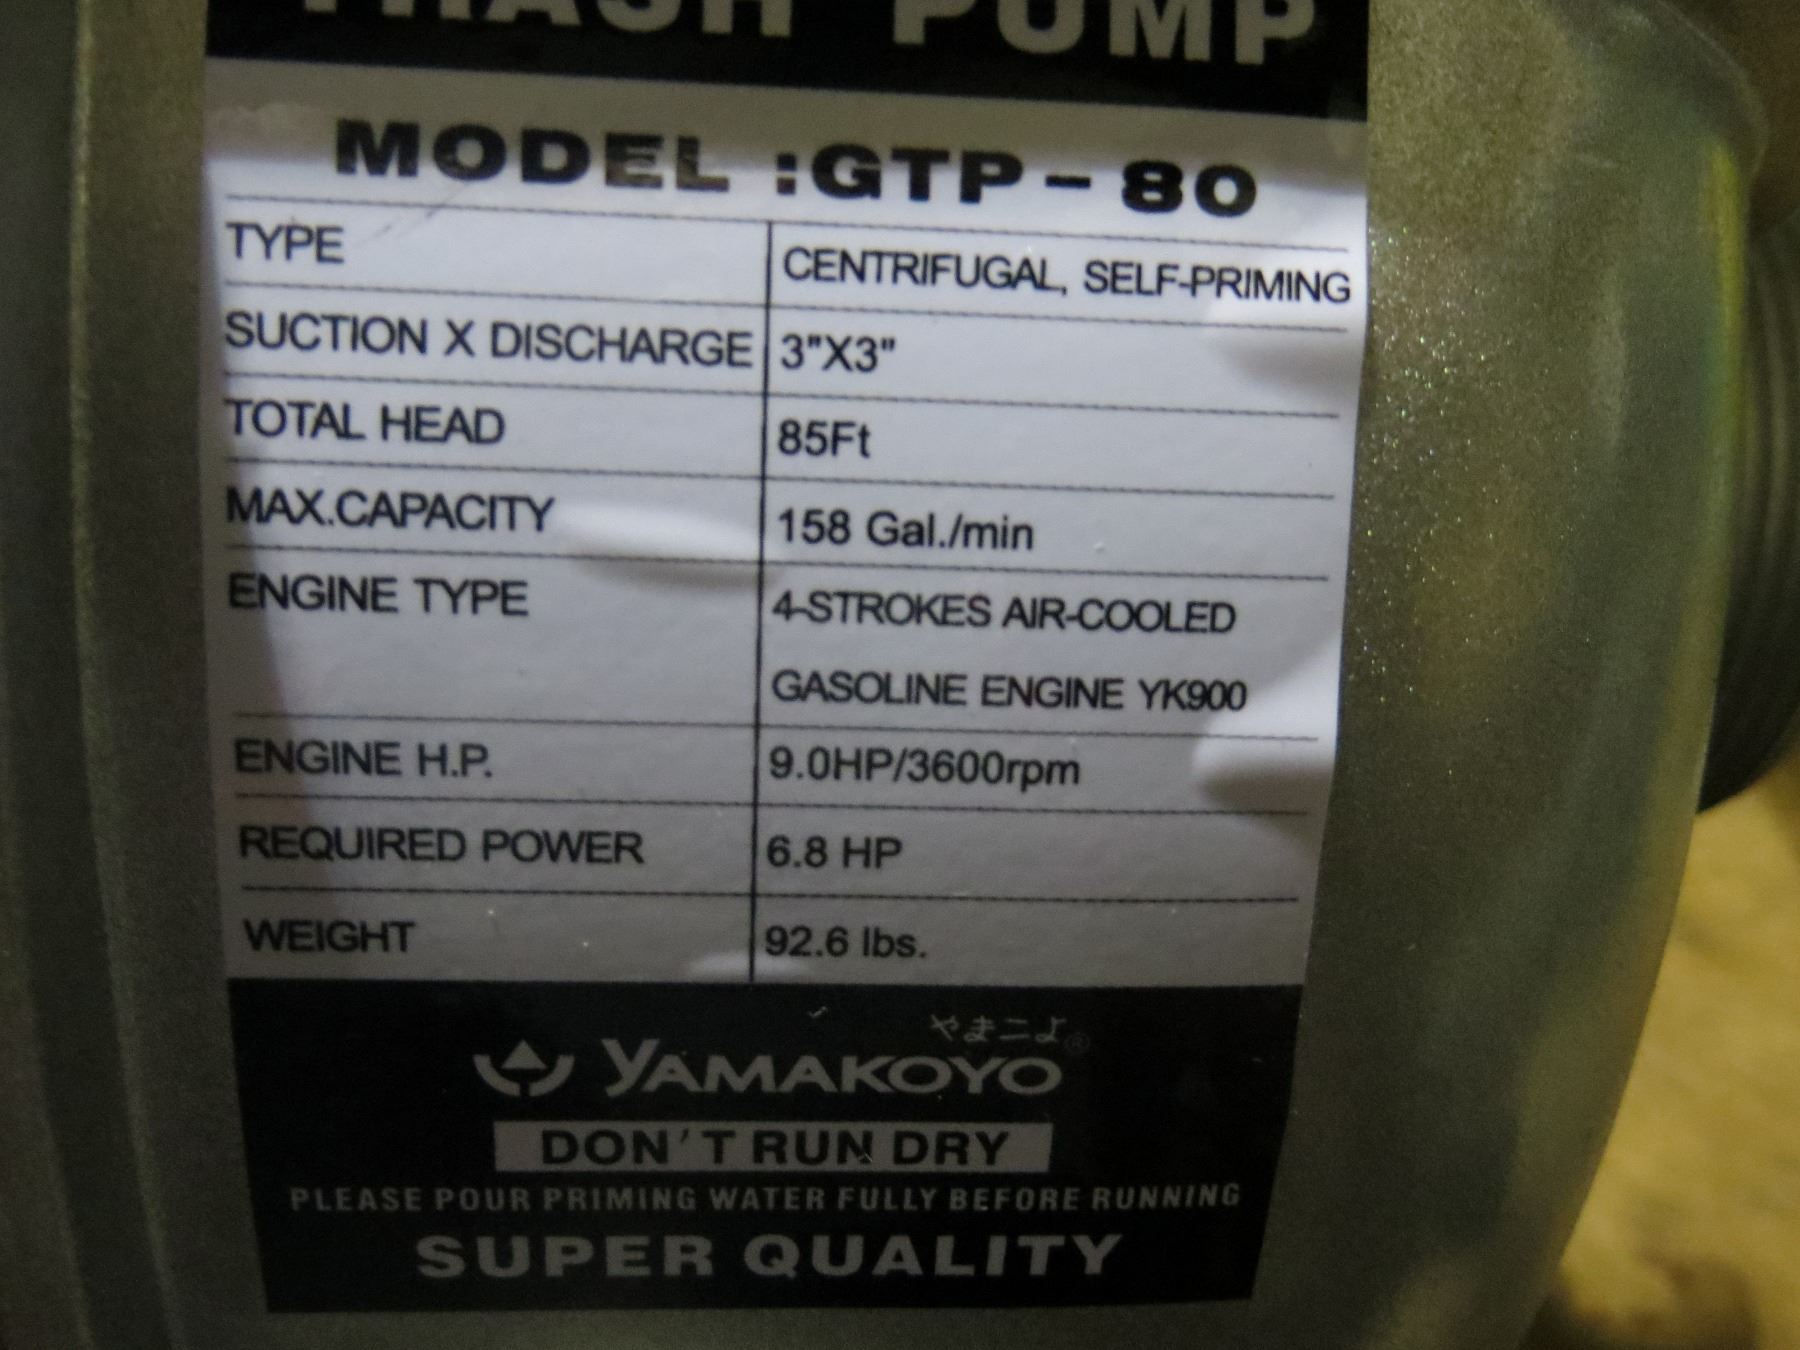 TRASH PUMP
MODEL :GTP-80
TYPE CENTRIFUGAL, SELF-PRIMING
SUCTION X DISCHARGE 3"X3"
TOTAL HEAD 85Ft
MAX.CAPACITY 158 Gal./min
ENGINE TYPE 4-STROKES AIR-COOLED
GASOLINE ENGINE YK900
ENGINE H.P. 9.0HP/3600rpm
REQUIRED POWER 6.8 HP
WEIGHT 92.6 lbs.
やまこよ®
YAMAKOYO
DON'T RUN DRY
PLEASE POUR PRIMING WATER FULLY BEFORE RUNNING
SUPER QUALITY